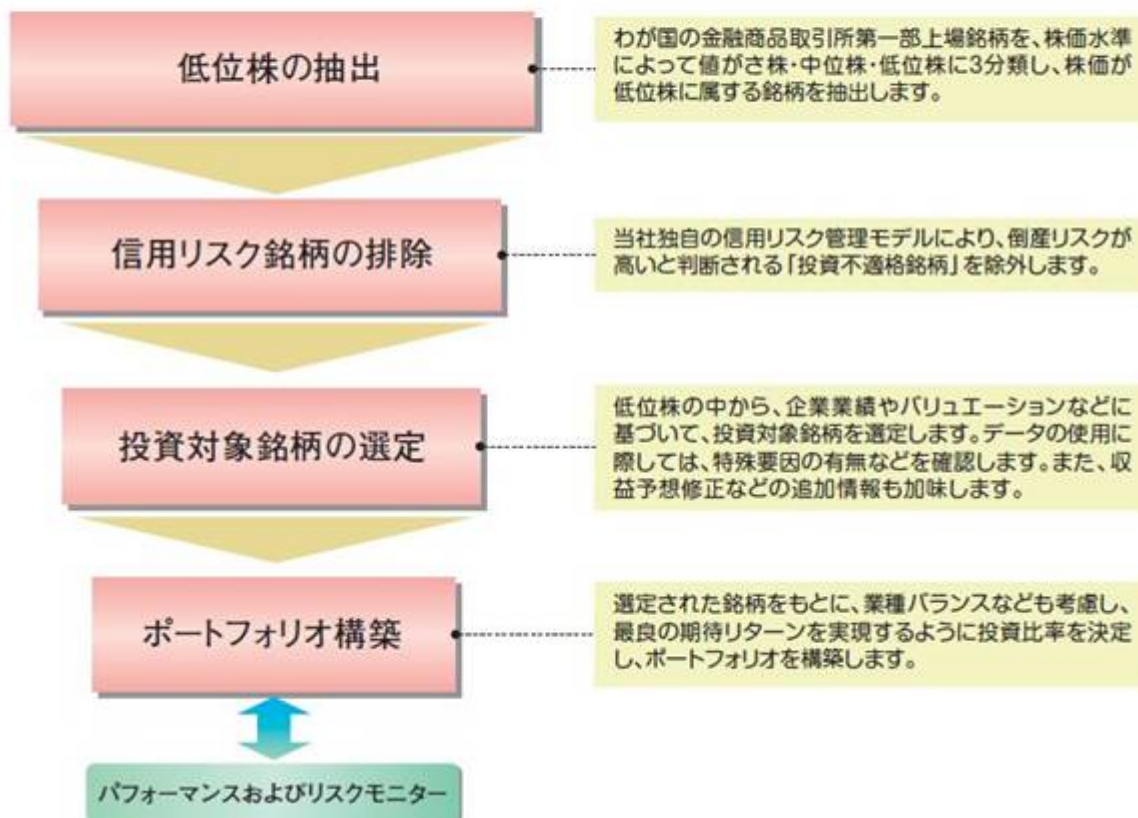 低位株の抽出
わが国の金融商品取引所第一部上場銘柄を、株価水準
によって値がさ株・中位株・低位株に3分類し、株価が
低位株に属する銘柄を抽出します。
信用リスク銘柄の排除
当社独自の信用リスク管理モデルにより、倒産リスクが
高いと判断される「投資不適格銘柄」を除外します。
投資対象銘柄の選定
低位株の中から、企業業績やバリュエーションなどに
基づいて、投資対象銘柄を選定します。データの使用に
際しては、特殊要因の有無などを確認します。また、収
益予想修正などの追加情報も加味します。
ポートフォリオ構築
選定された銘柄をもとに、業種バランスなども考慮し、
最良の期待リターンを実現するように投資比率を決定
し、ポートフォリオを構築します。
パフォーマンスおよびリスクモニター